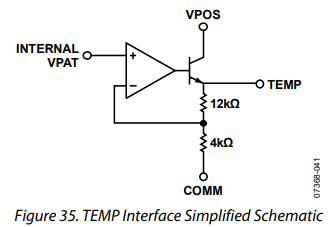 VPOS
INTERNAL
VPAT
+
−
TEMP
12kΩ
4kΩ
COMM
07368-041
Figure 35. TEMP Interface Simplified Schematic